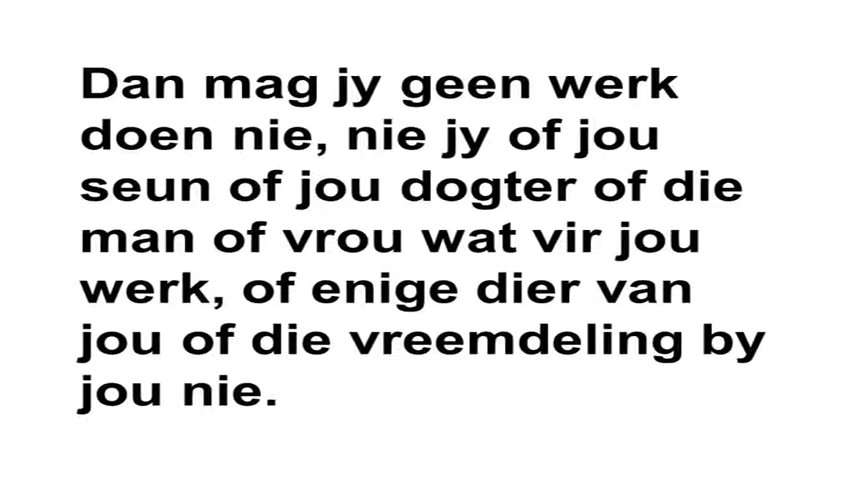 Dan mag jy geen werk
doen nie, nie jy of jou
seun of jou dogter of die
man of vrou wat vir jou
werk, of enige dier van
jou of die vreemdeling by
jou nie.